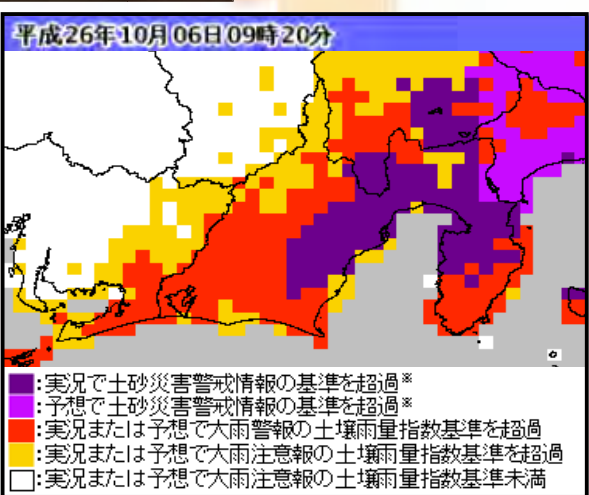 平成26年10月06日09時20分
:実況で土砂災害警戒情報の基準を超過※
:予想で土砂災害警戒情報の基準を超過※
:実況または予想で大雨警報の土壌雨量指数基準を超過
:実況または予想で大雨注意報の土壌雨量指数基準を超過
:実況または予想で大雨注意報の土壌雨量指数基準未満